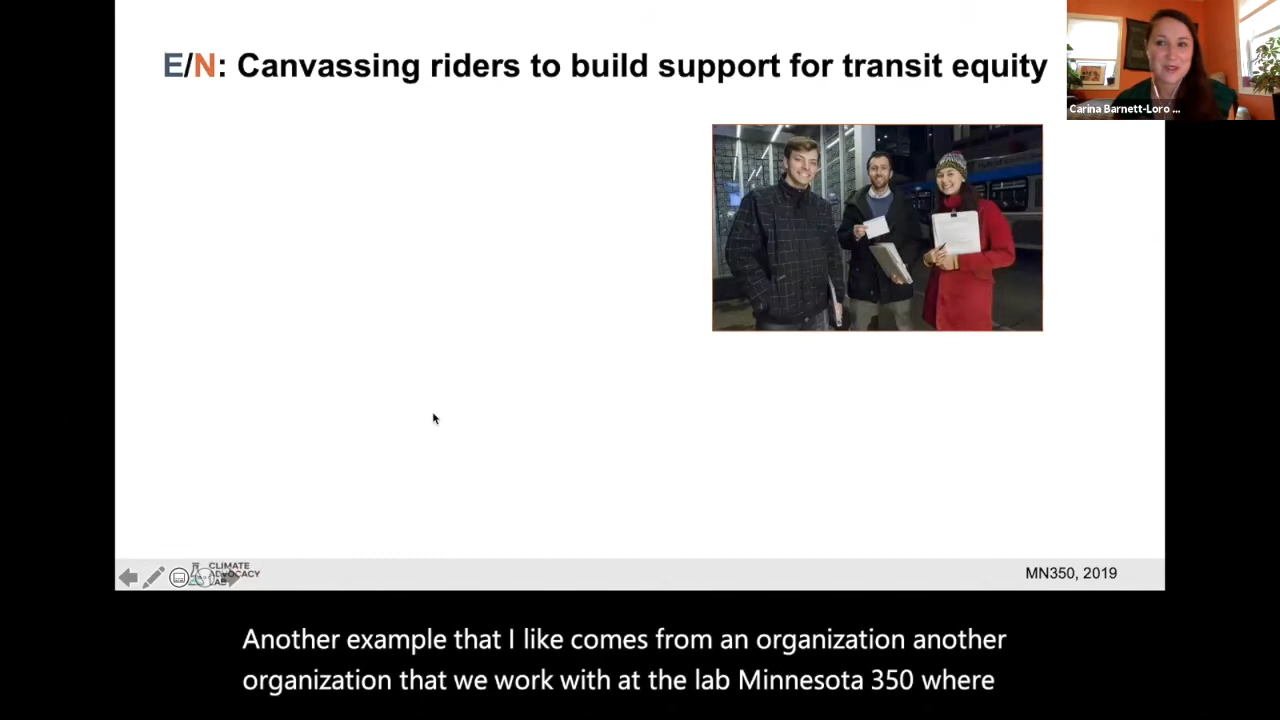 E/N: Canvassing riders to build support for transit equity
Carina Barnett-Loro ...
CLIMATE
ADVOCACY
LAB
MN350, 2019
Another example that I like comes from an organization another
organization that we work with at the lab Minnesota 350 where